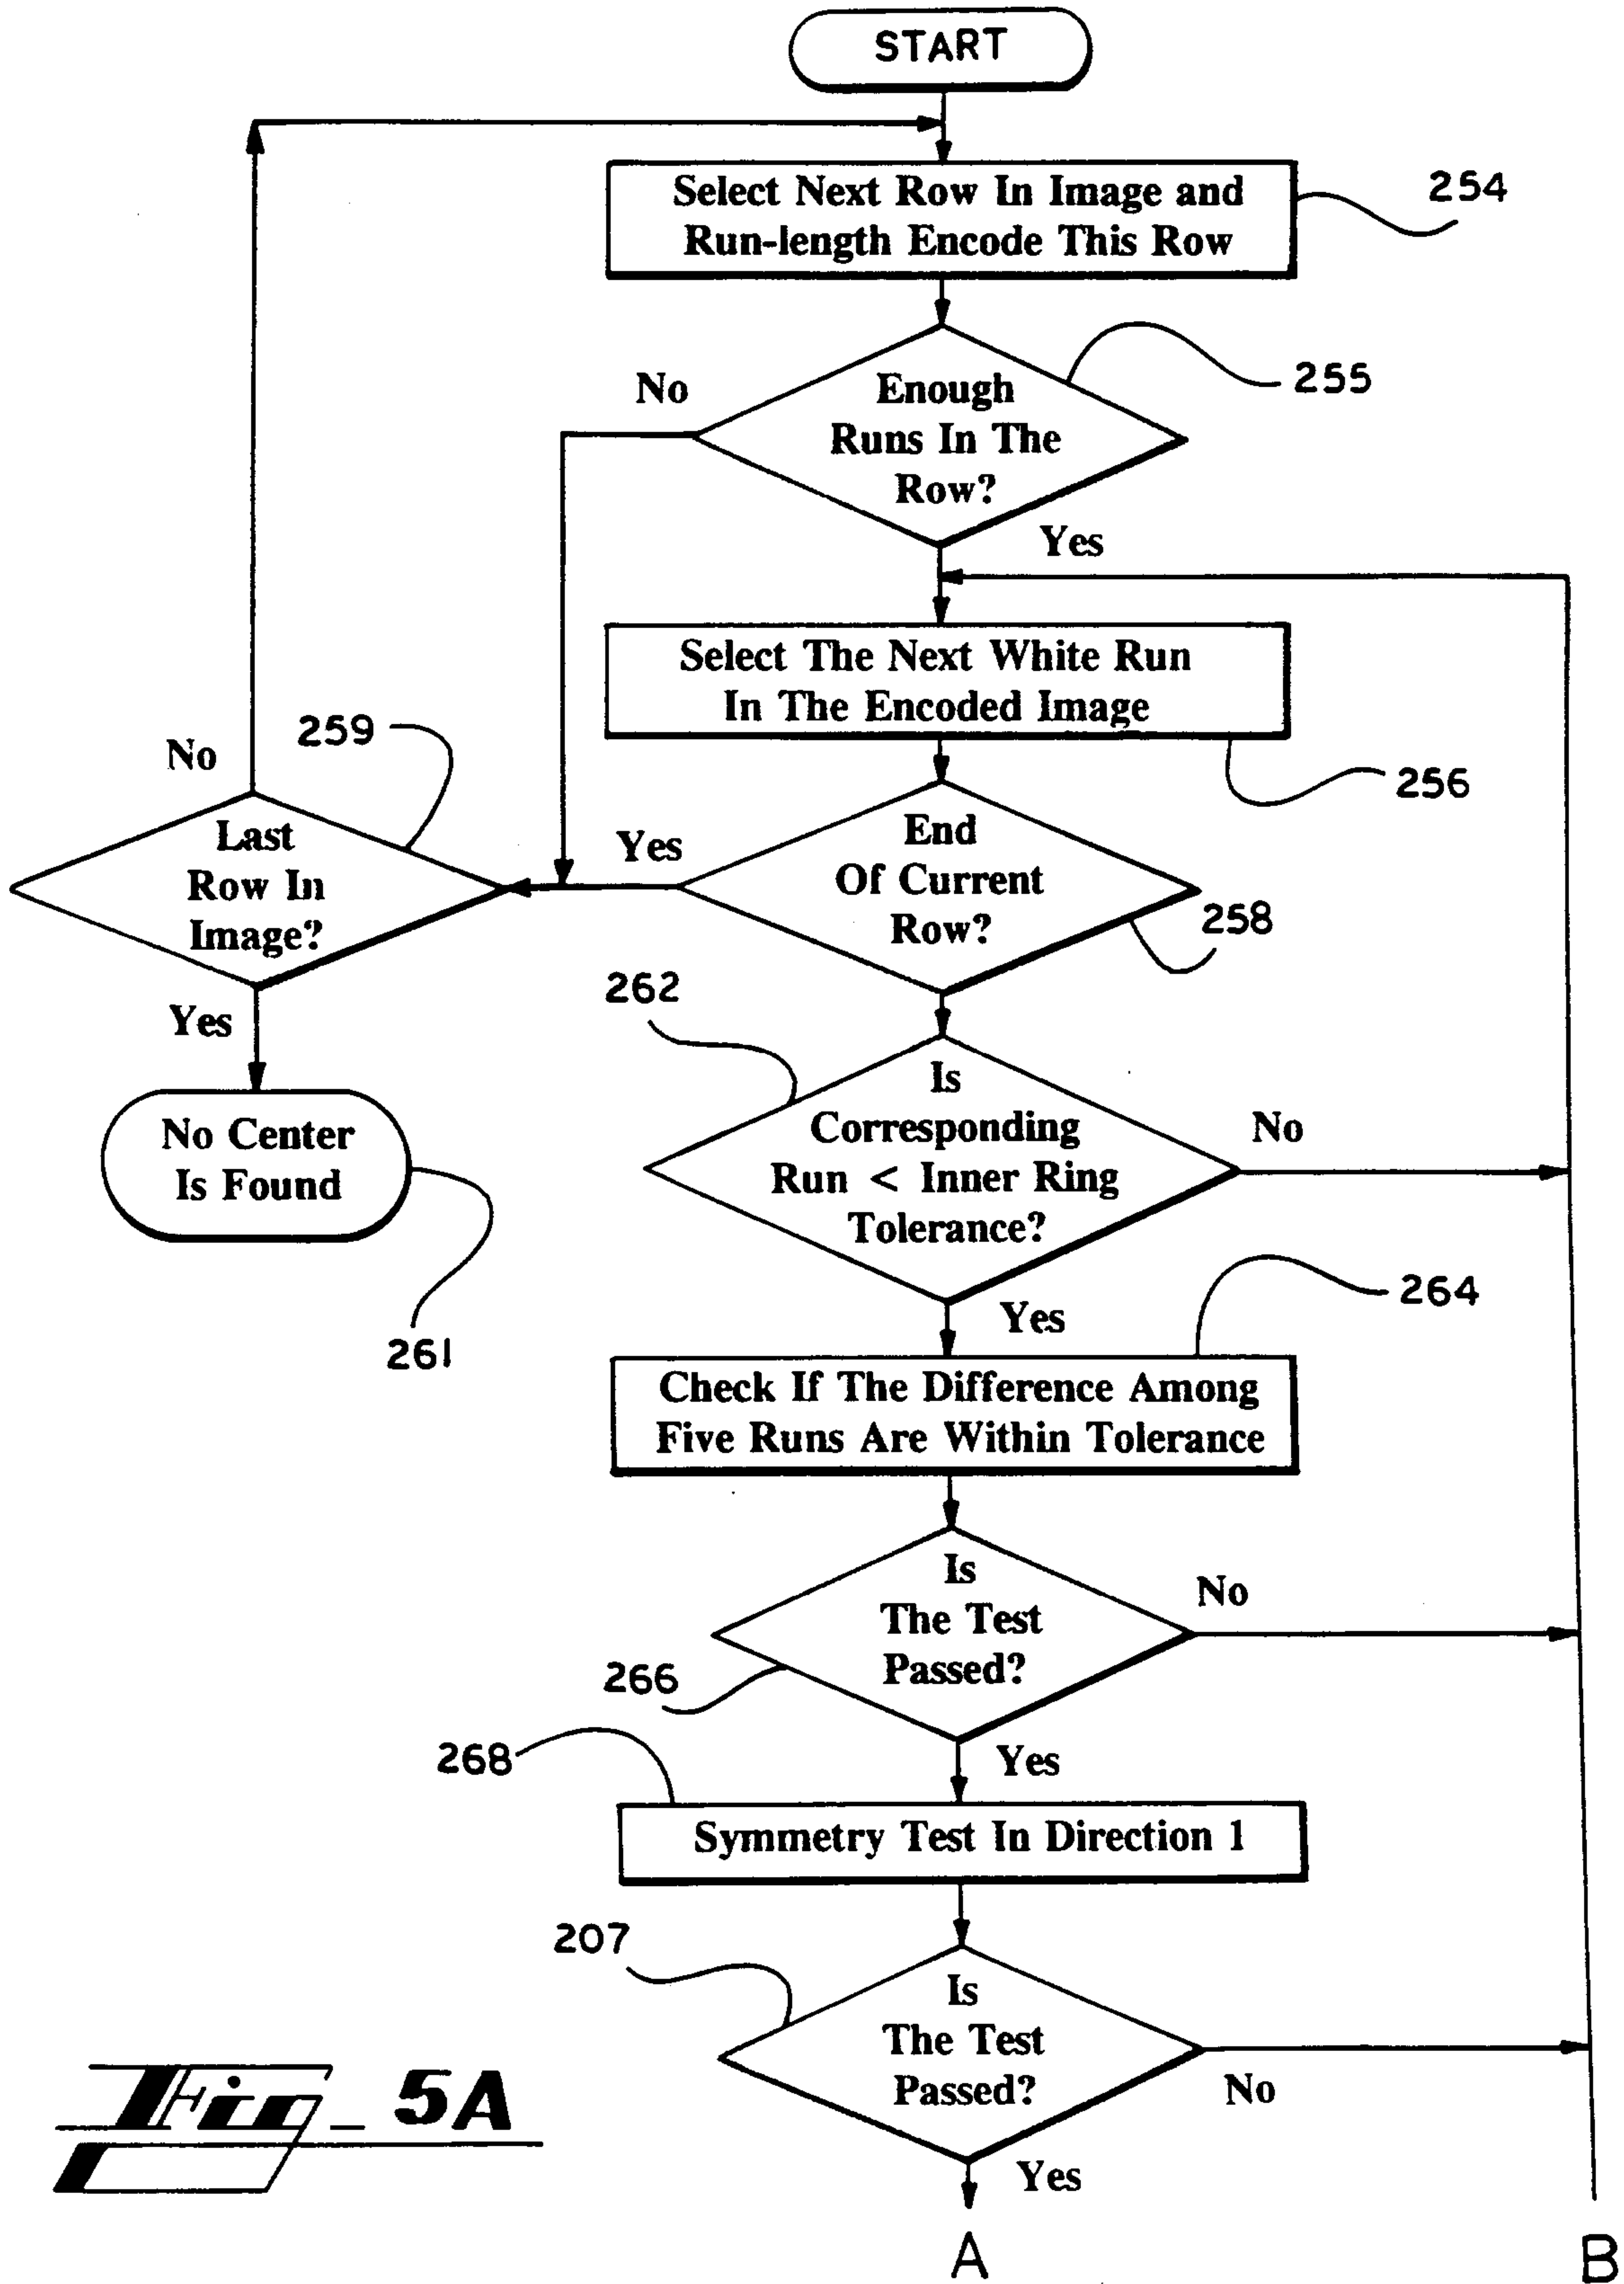 START
Select Next Row In Image and
Run-length Encode This Row
254
Enough
Runs In The
Row?
255
No
Yes
Select The Next White Run
In The Encoded Image
256
End
Of Current
Row?
258
Yes
Last
Row In
Image?
259
No
Yes
No Center
Is Found
261
Is
Corresponding
Run < Inner Ring
Tolerance?
262
No
Yes
Check If The Difference Among
Five Runs Are Within Tolerance
264
Is
The Test
Passed?
266
No
Yes
Symmetry Test In Direction 1
268
Is
The Test
Passed?
207
No
Yes
A
B
Fig_ 5A